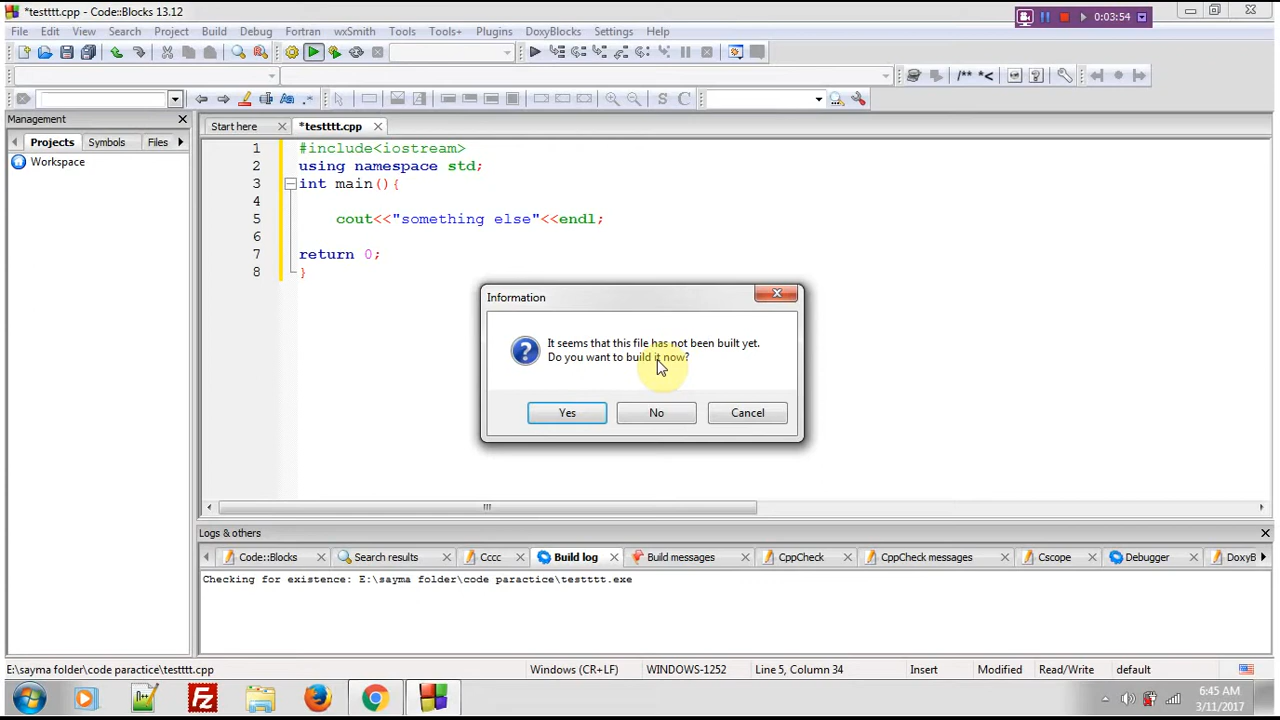 *testttt.cpp - Code::Blocks 13.12
0:03:54
File Edit View Search Project Build Debug Fortran wxSmith Tools Tools+ Plugins DoxyBlocks Settings Help
/** *<
.*
S C
Management
Start here *testttt.cpp
Projects Symbols Files
Workspace
1 #include<iostream>
2 using namespace std;
3 int main(){
4
5 cout<<"something else"<<endl;
6
7 return 0;
8 }
Information
It seems that this file has not been built yet.
Do you want to build it now?
Yes No Cancel
Logs & others
Code::Blocks Search results Cccc Build log Build messages CppCheck CppCheck messages Cscope Debugger DoxyB
Checking for existence: E:\sayma folder\code paractice\testttt.exe
E:\sayma folder\code paractice\testttt.cpp Windows (CR+LF) WINDOWS-1252 Line 5, Column 34 Insert Modified Read/Write default
6:45 AM
3/11/2017